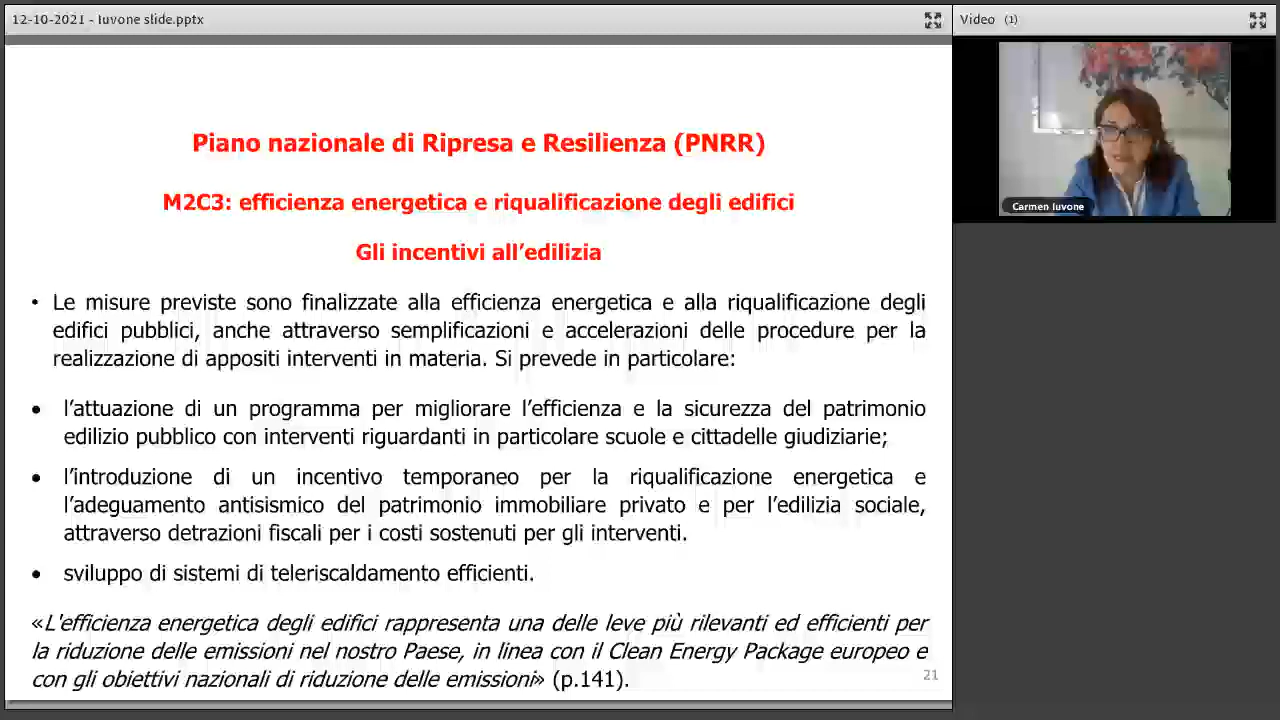 12-10-2021 - Iuvone slide.pptx
Video (1)
Carmen Iuvone
Piano nazionale di Ripresa e Resilienza (PNRR)
M2C3: efficienza energetica e riqualificazione degli edifici
Gli incentivi all’edilizia
• Le misure previste sono finalizzate alla efficienza energetica e alla riqualificazione degli
edifici pubblici, anche attraverso semplificazioni e accelerazioni delle procedure per la
realizzazione di appositi interventi in materia. Si prevede in particolare:
• l’attuazione di un programma per migliorare l’efficienza e la sicurezza del patrimonio
edilizio pubblico con interventi riguardanti in particolare scuole e cittadelle giudiziarie;
• l’introduzione di un incentivo temporaneo per la riqualificazione energetica e
l’adeguamento antisismico del patrimonio immobiliare privato e per l’edilizia sociale,
attraverso detrazioni fiscali per i costi sostenuti per gli interventi.
• sviluppo di sistemi di teleriscaldamento efficienti.
«L'efficienza energetica degli edifici rappresenta una delle leve più rilevanti ed efficienti per
la riduzione delle emissioni nel nostro Paese, in linea con il Clean Energy Package europeo e
con gli obiettivi nazionali di riduzione delle emissioni» (p.141).
21